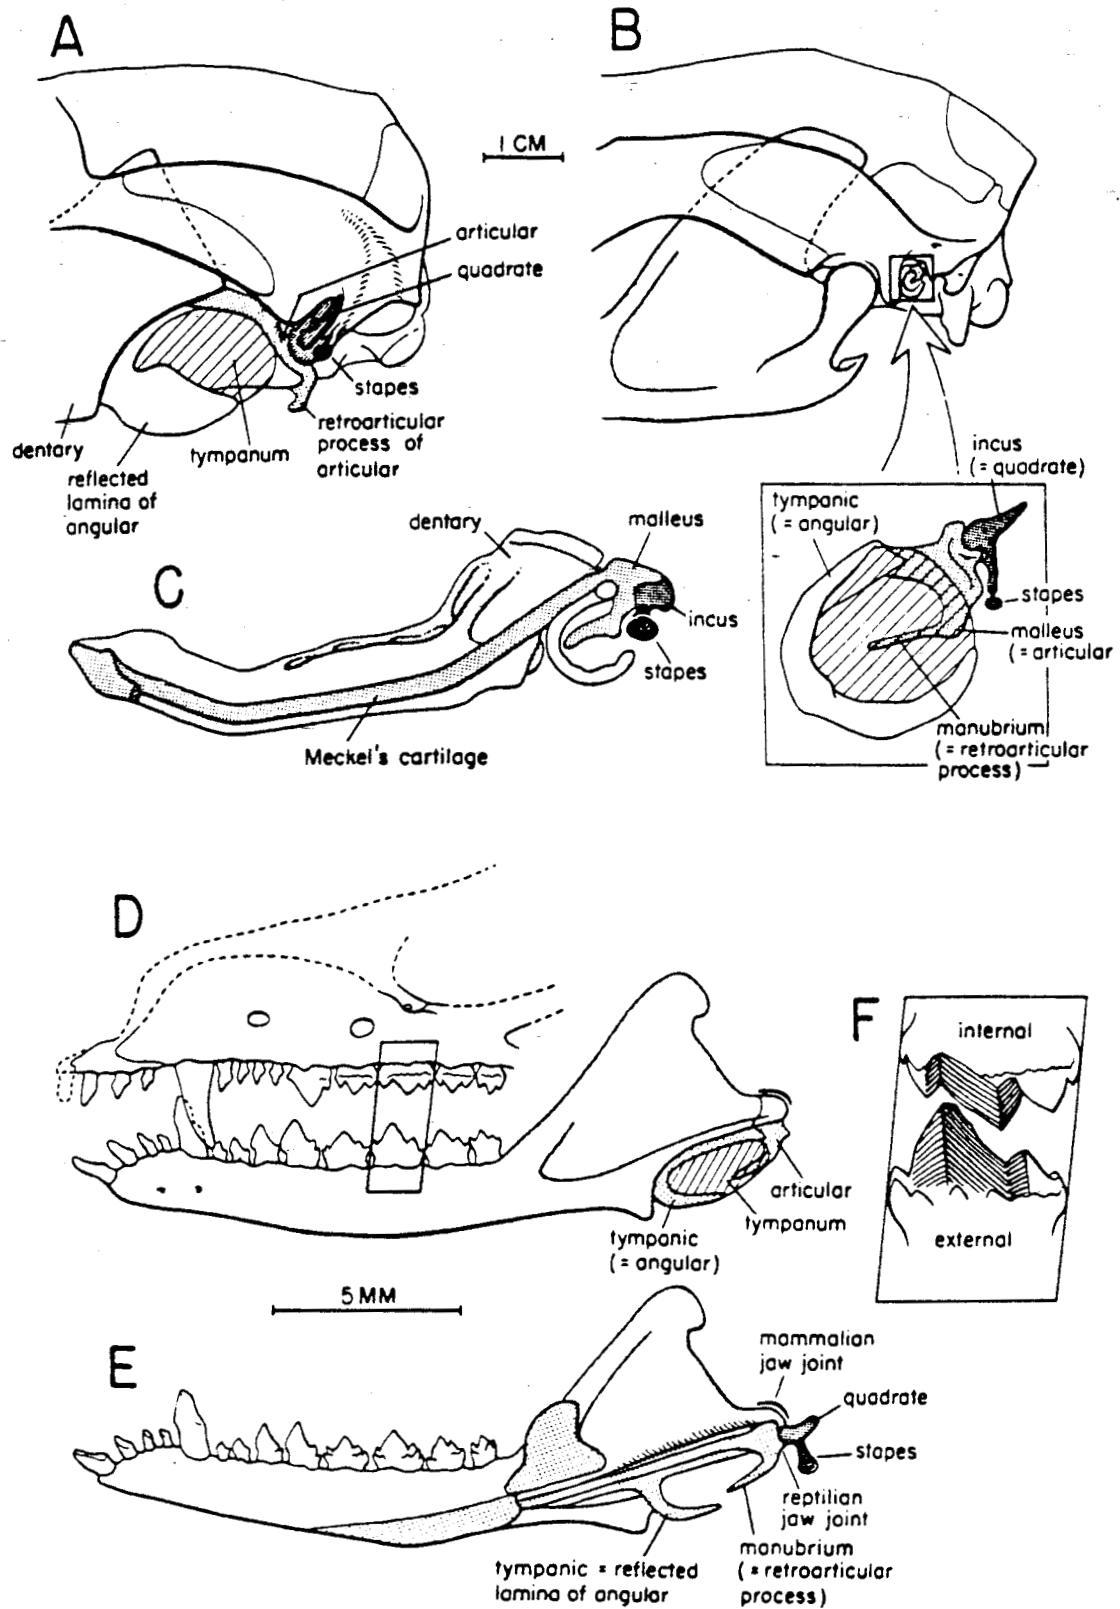 A
B
1 CM
articular
quadrate
stapes
retroarticular
process of
articular
tympanum
dentary
reflected
lamina of
angular
incus
(= quadrate)
tympanic
(= angular)
stapes
malleus
(= articular
manubrium
(= retroarticular
process)
C
dentary
malleus
incus
stapes
Meckel's cartilage
D
articular
tympanum
tympanic
(= angular)
F
internal
external
5 MM
E
mammalian
jaw joint
quadrate
stapes
reptilian
jaw joint
manubrium
(= retroarticular
process)
tympanic = reflected
lamina of angular